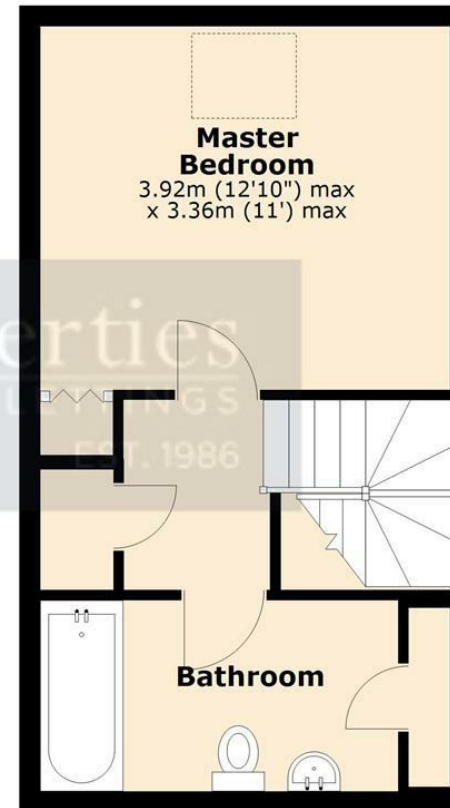 Master
Bedroom
3.92m (12'10") max
x 3.36m (11') max
erties
LETTINGS
EST. 1986
Bathroom